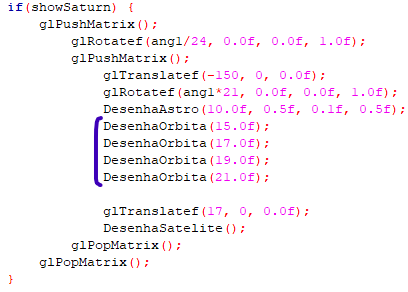 if(showSaturn) {
glPushMatrix();
glRotatef(ang1/24, 0.0f, 0.0f, 1.0f);
glPushMatrix();
glTranslatef(-150, 0, 0.0f);
glRotatef(ang1*21, 0.0f, 0.0f, 1.0f);
DesenhaAstro(10.0f, 0.5f, 0.1f, 0.5f);
DesenhaOrbita(15.0f);
DesenhaOrbita(17.0f);
DesenhaOrbita(19.0f);
DesenhaOrbita(21.0f);
glTranslatef(17, 0, 0.0f);
DesenhaSatelite();
glPopMatrix();
glPopMatrix();
}